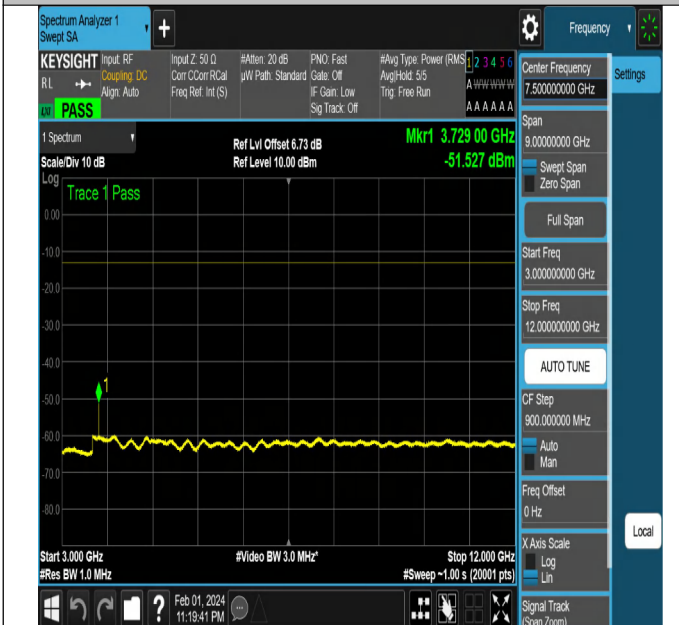 Spectrum Analyzer 1
Swept SA
+
Frequency
KEYSIGHT
RL
LXI PASS
Input: RF
Coupling: DC
Align: Auto
Input Z: 50 Ω
Corr CCorr RCal
Freq Ref: Int (S)
#Atten: 20 dB
µW Path: Standard
PNO: Fast
Gate: Off
IF Gain: Low
Sig Track: Off
#Avg Type: Power (RMS
Avg|Hold: 5/5
Trig: Free Run
1 2 3 4 5 6
A W W W W W
A A A A A A
1 Spectrum
Scale/Div 10 dB
Ref Lvl Offset 6.73 dB
Ref Level 10.00 dBm
Mkr1 3.729 00 GHz
-51.527 dBm
Log
Trace 1 Pass
0.00
-10.0
-20.0
-30.0
-40.0
1
-50.0
-60.0
-70.0
-80.0
Start 3.000 GHz
#Res BW 1.0 MHz
#Video BW 3.0 MHz*
Stop 12.000 GHz
#Sweep ~1.00 s (20001 pts)
?
Feb 01, 2024
11:19:41 PM
Center Frequency
7.500000000 GHz
Settings
Span
9.00000000 GHz
Swept Span
Zero Span
Full Span
Start Freq
3.000000000 GHz
Stop Freq
12.000000000 GHz
AUTO TUNE
CF Step
900.000000 MHz
Auto
Man
Freq Offset
0 Hz
X Axis Scale
Log
Lin
Local
Signal Track
(Span Zoom)